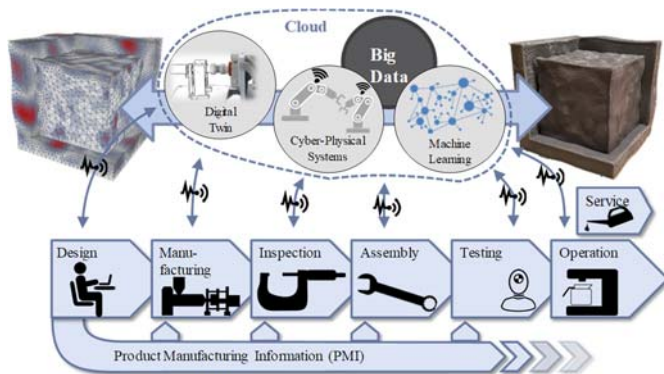 Cloud
Big
Data
Digital
Twin
Cyber-Physical
Systems
Machine
Learning
Service
Design
Manu-
facturing
Inspection
Assembly
Testing
Operation
Product Manufacturing Information (PMI)